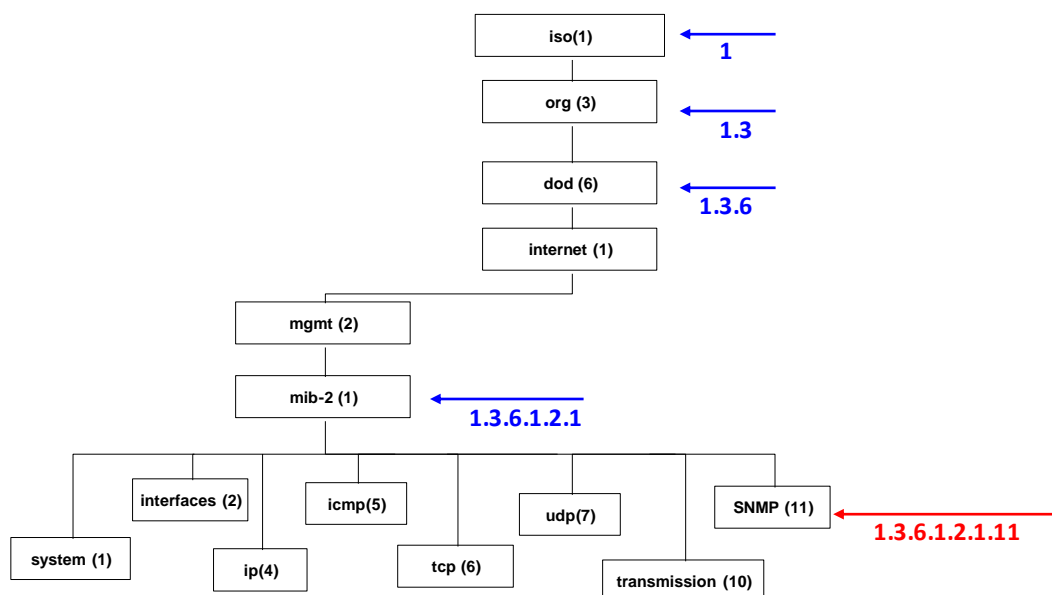 iso(1)
1
org (3)
1.3
dod (6)
1.3.6
internet (1)
mgmt (2)
mib-2 (1)
1.3.6.1.2.1
interfaces (2)
icmp(5)
udp(7)
SNMP (11)
1.3.6.1.2.1.11
system (1)
ip(4)
tcp (6)
transmission (10)